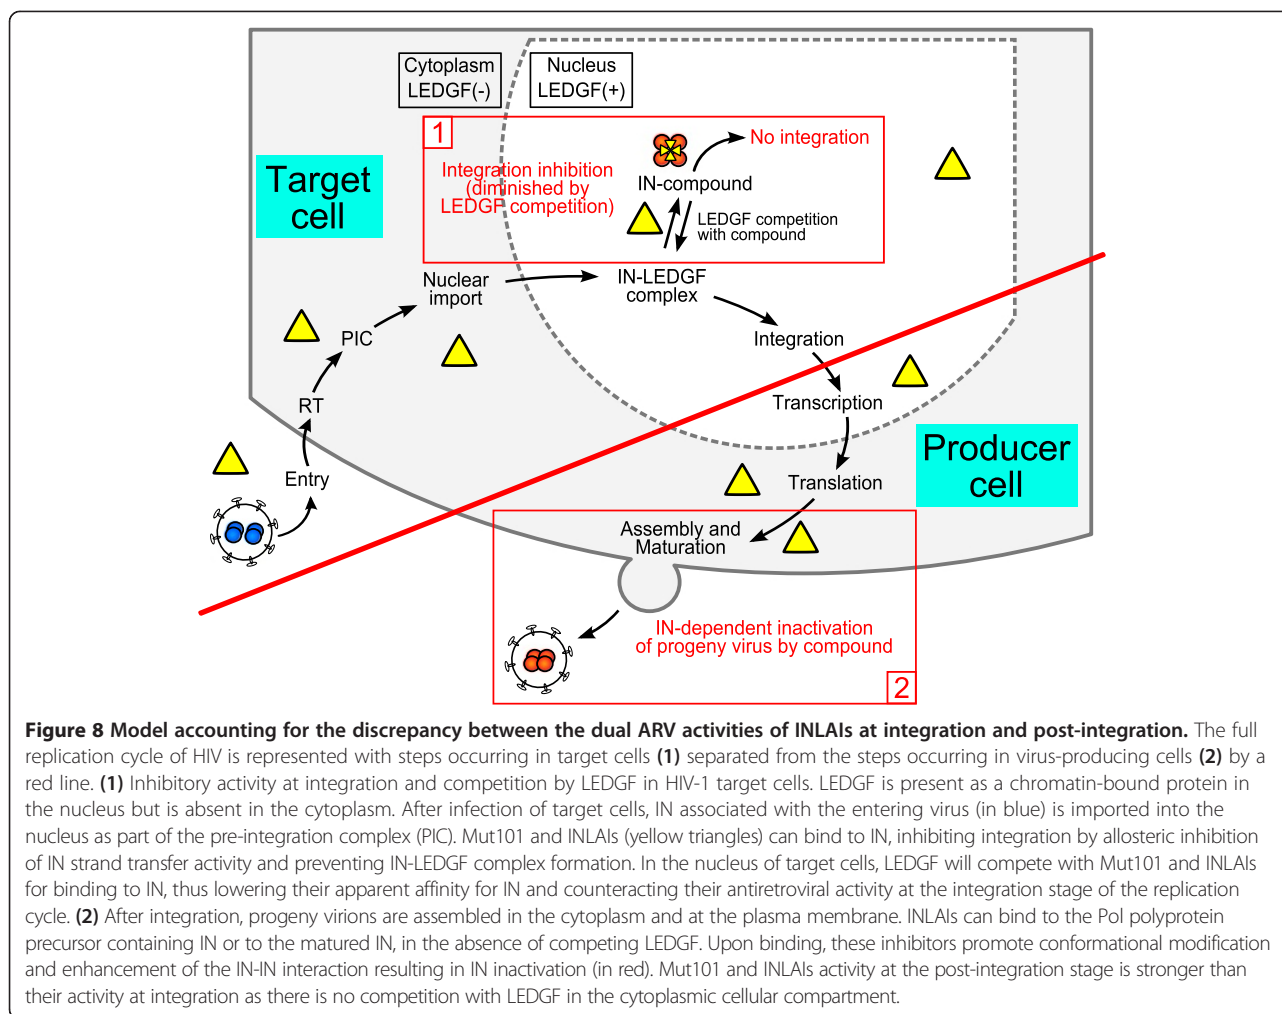 Cytoplasm
LEDGF(-)
Nucleus
LEDGF(+)
1
No integration
Integration inhibition
(diminished by
LEDGF competition)
IN-compound
LEDGF competition
with compound
Target
cell
Nuclear
import
IN-LEDGF
complex
PIC
Integration
RT
Transcription
Entry
Translation
Producer
cell
Assembly and
Maturation
IN-dependent inactivation
of progeny virus by compound
2
Figure 8 Model accounting for the discrepancy between the dual ARV activities of INLAIs at integration and post-integration. The full
replication cycle of HIV is represented with steps occurring in target cells (1) separated from the steps occurring in virus-producing cells (2) by a
red line. (1) Inhibitory activity at integration and competition by LEDGF in HIV-1 target cells. LEDGF is present as a chromatin-bound protein in
the nucleus but is absent in the cytoplasm. After infection of target cells, IN associated with the entering virus (in blue) is imported into the
nucleus as part of the pre-integration complex (PIC). Mut101 and INLAIs (yellow triangles) can bind to IN, inhibiting integration by allosteric inhibition
of IN strand transfer activity and preventing IN-LEDGF complex formation. In the nucleus of target cells, LEDGF will compete with Mut101 and INLAIs
for binding to IN, thus lowering their apparent affinity for IN and counteracting their antiretroviral activity at the integration stage of the replication
cycle. (2) After integration, progeny virions are assembled in the cytoplasm and at the plasma membrane. INLAIs can bind to the Pol polyprotein
precursor containing IN or to the matured IN, in the absence of competing LEDGF. Upon binding, these inhibitors promote conformational modification
and enhancement of the IN-IN interaction resulting in IN inactivation (in red). Mut101 and INLAIs activity at the post-integration stage is stronger than
their activity at integration as there is no competition with LEDGF in the cytoplasmic cellular compartment.